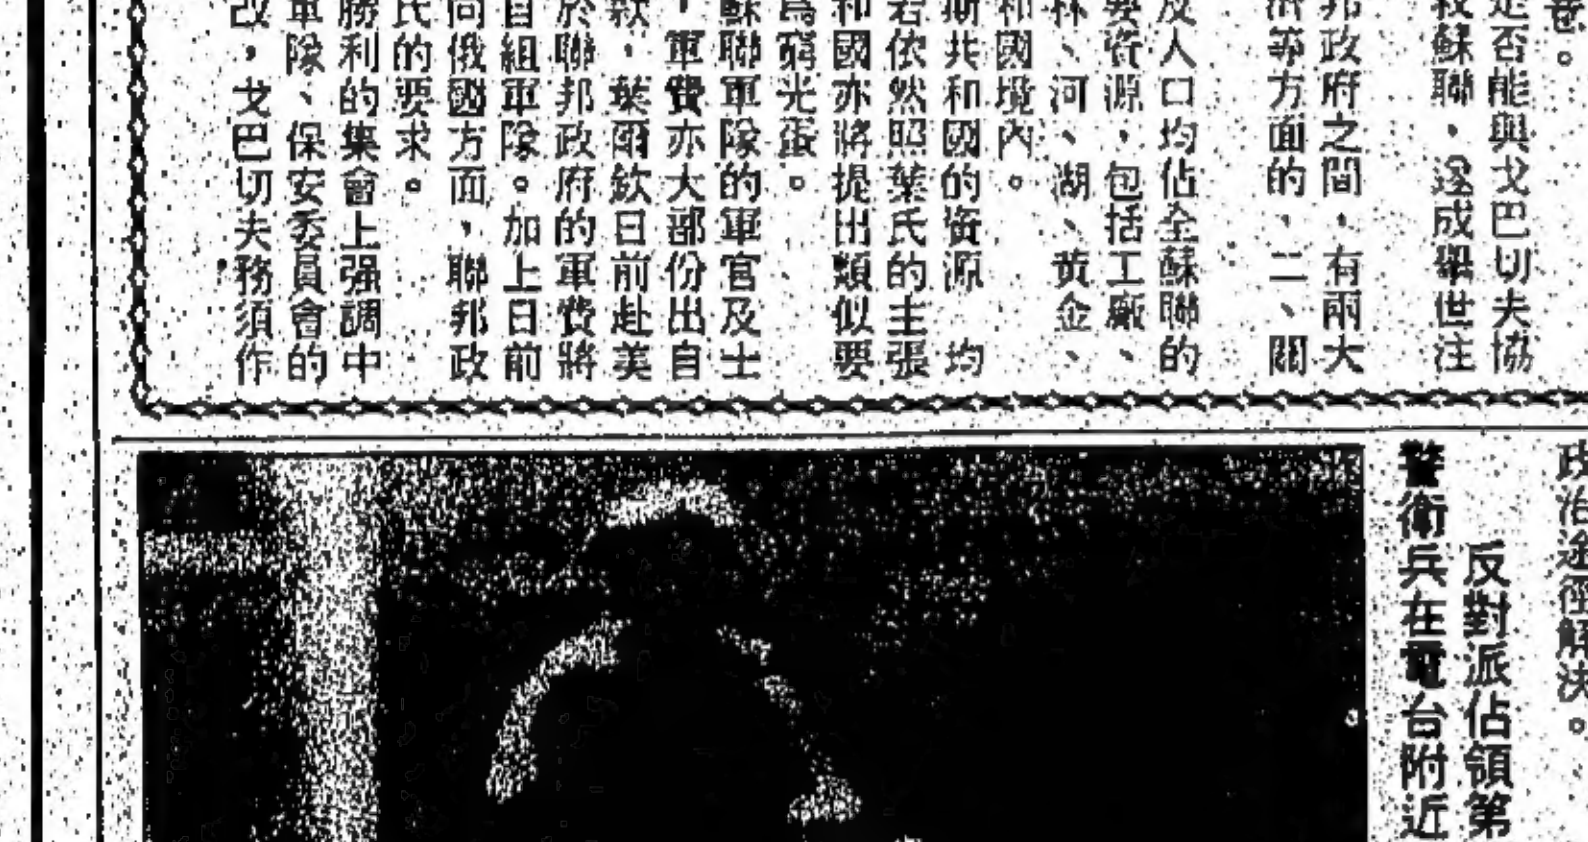 卷。
是否能與戈巴切夫協
救蘇聯，遂成舉世注
邦政府之間，有兩大
濟等方面的，二、關
及人口均佔全蘇聯的
要資源，包括工廠、
林、河、湖、黃金、
和國境內。
斯共和國的資源 均
若依然照葉氏的主張
和國亦將提出類似要
爲窮光蛋。
蘇聯軍隊的軍官及士
，軍費亦大部份出自
款，葉爾欽日前赴美
於聯邦政府的軍費將
自組軍隊。加上日前
向俄國方面，聯邦政
民的要求。
勝利的集會上强調中
軍隊、保安委員會的
改，戈巴切夫務須作
政治途徑解決。
反對派佔領第
警衛兵在電台附近